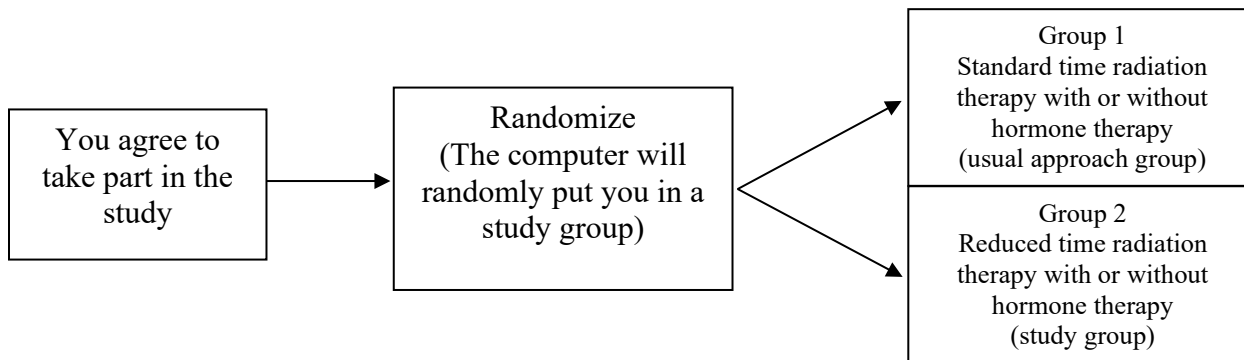 You agree to
take part in the
study
Randomize
(The computer will
randomly put you in a
study group)
Group 1
Standard time radiation
therapy with or without
hormone therapy
(usual approach group)
Group 2
Reduced time radiation
therapy with or without
hormone therapy
(study group)